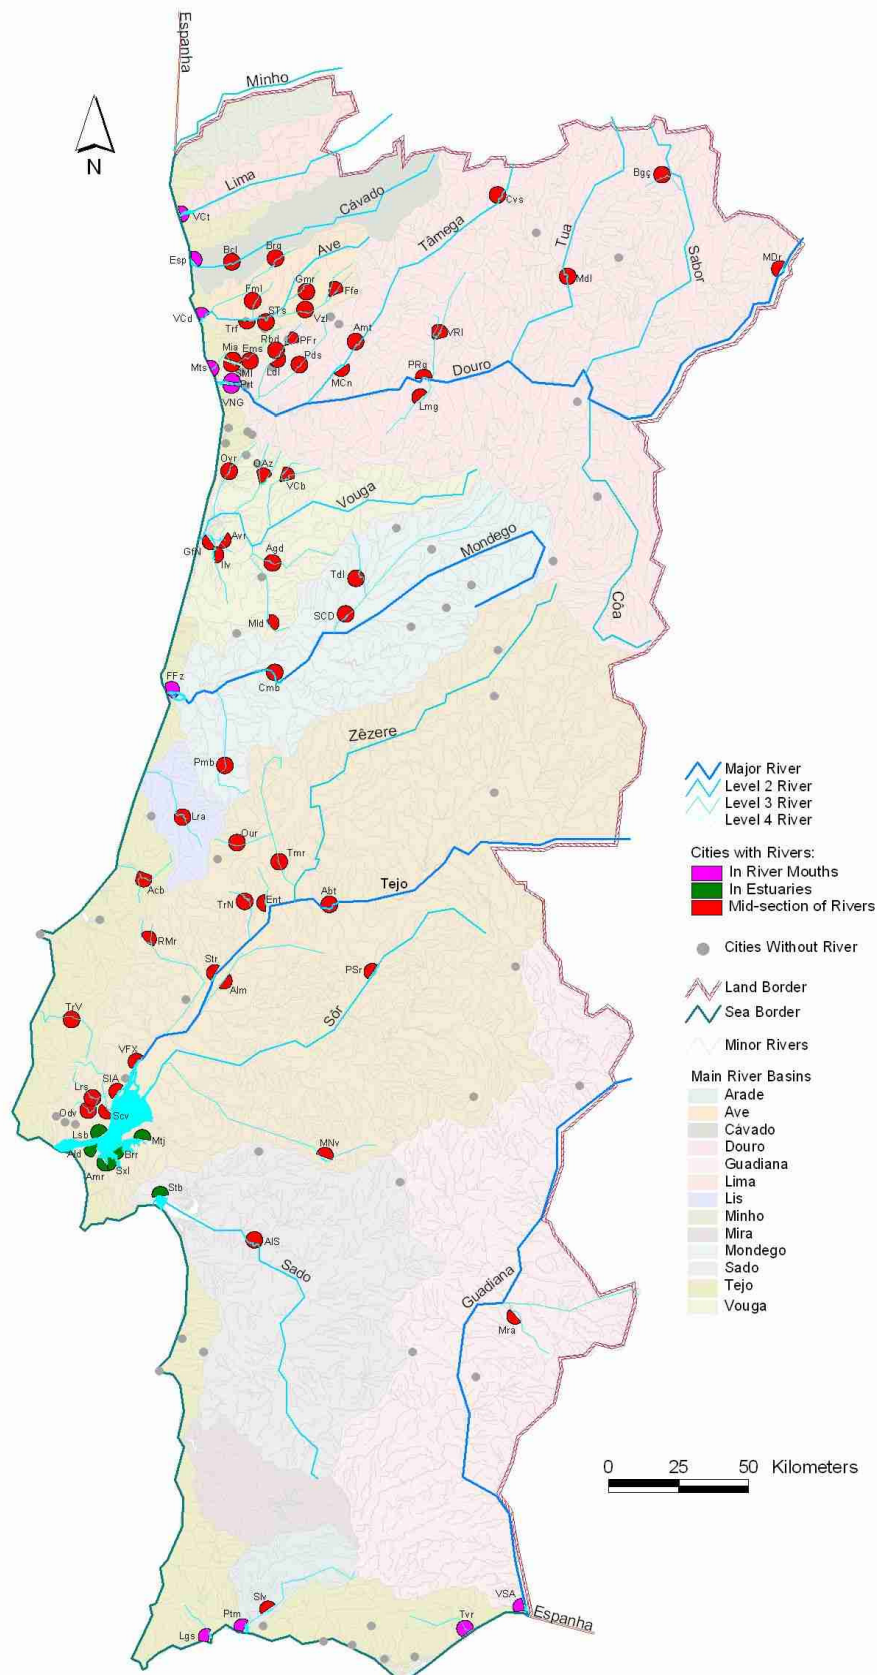 Espanha
Minho
N
Lima
VCt
Cávado
Bgç
Cvs
Tâmega
Tua
Sabor
MDr
Esp
Bcl
Brg
Ave
Mdl
Fml
Gmr
Ffe
VCd
Trf
STs
Vzl
Rbd
PFr
Amt
VRl
Mts
Mia
Ems
Ldl
Pds
MCn
PRg
Douro
Prt
VNG
Lmg
Ovr
OAz
VCb
Vouga
GfN
Avr
Ilv
Agd
Tdl
Mondego
Mld
SCD
Côa
FFz
Cmb
Zêzere
Pmb
Major River
Level 2 River
Level 3 River
Level 4 River
Lra
Our
Tmr
Cities with Rivers:
In River Mouths
In Estuaries
Mid-section of Rivers
Acb
TrN
Ent
Abt
Tejo
RMr
Cities Without River
Str
Alm
PSr
Land Border
Sea Border
Minor Rivers
TrV
Sôr
VFX
SIA
Lrs
Odv
Scv
Lsb
Mtj
Ald
Brr
Amr
Sxl
MNv
Main River Basins
Arade
Ave
Cávado
Douro
Guadiana
Lima
Lis
Minho
Mira
Mondego
Sado
Tejo
Vouga
Stb
AlS
Sado
Guadiana
Mra
0 25 50 Kilometers
Slv
Ptm
Lgs
Tvr
VSA
Espanha